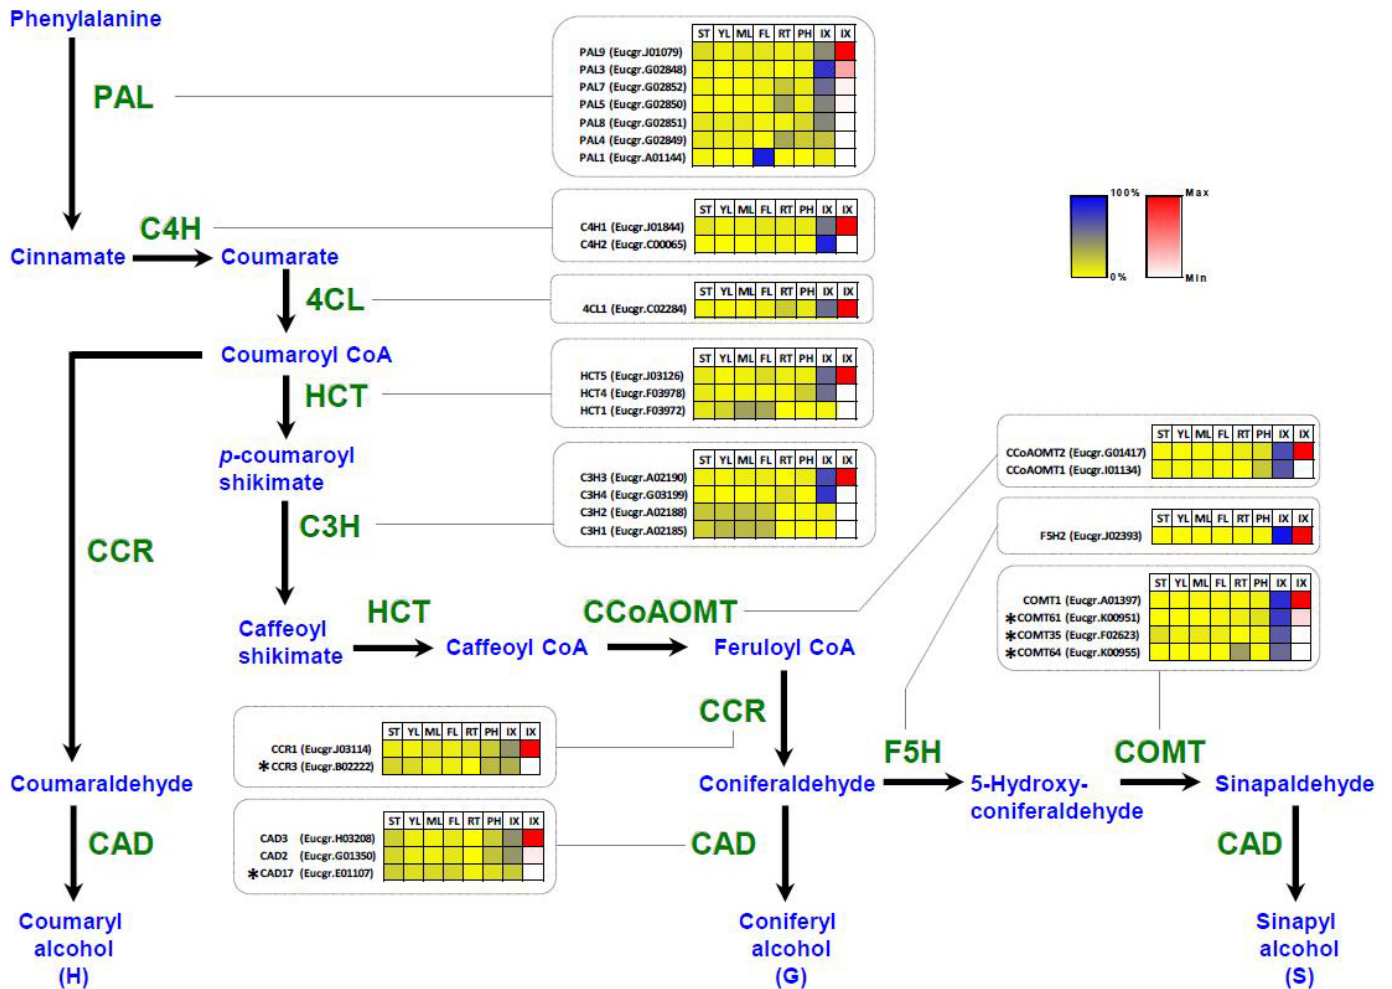 Phenylalanine
PAL
ST YL ML FL RT PH IX IX
PAL9 (Eucgr.J01079)
PAL3 (Eucgr.G02848)
PAL7 (Eucgr.G02852)
PAL5 (Eucgr.G02850)
PAL8 (Eucgr.G02851)
PAL4 (Eucgr.G02849)
PAL1 (Eucgr.A01144)
100% Max
0% Min
C4H
ST YL ML FL RT PH IX IX
C4H1 (Eucgr.J01844)
C4H2 (Eucgr.C00065)
Cinnamate
Coumarate
4CL
ST YL ML FL RT PH IX IX
4CL1 (Eucgr.C02284)
Coumaroyl CoA
HCT
ST YL ML FL RT PH IX IX
HCT5 (Eucgr.J03126)
HCT4 (Eucgr.F03978)
HCT1 (Eucgr.F03972)
p-coumaroyl
shikimate
C3H
ST YL ML FL RT PH IX IX
C3H3 (Eucgr.A02190)
C3H4 (Eucgr.G03199)
C3H2 (Eucgr.A02188)
C3H1 (Eucgr.A02185)
ST YL ML FL RT PH IX IX
CCoAOMT2 (Eucgr.G01417)
CCoAOMT1 (Eucgr.I01134)
ST YL ML FL RT PH IX IX
F5H2 (Eucgr.J02393)
ST YL ML FL RT PH IX IX
COMT1 (Eucgr.A01397)
*COMT61 (Eucgr.K00951)
*COMT35 (Eucgr.F02623)
*COMT64 (Eucgr.K00955)
CCR
Caffeoyl
shikimate
HCT
Caffeoyl CoA
CCoAOMT
Feruloyl CoA
CCR
ST YL ML FL RT PH IX IX
CCR1 (Eucgr.J03114)
*CCR3 (Eucgr.B02222)
F5H
COMT
Coumaraldehyde
Coniferaldehyde
5-Hydroxy-
coniferaldehyde
Sinapaldehyde
CAD
ST YL ML FL RT PH IX IX
CAD3 (Eucgr.H03208)
CAD2 (Eucgr.G01350)
*CAD17 (Eucgr.E01107)
CAD
CAD
Coumaryl
alcohol
(H)
Coniferyl
alcohol
(G)
Sinapyl
alcohol
(S)